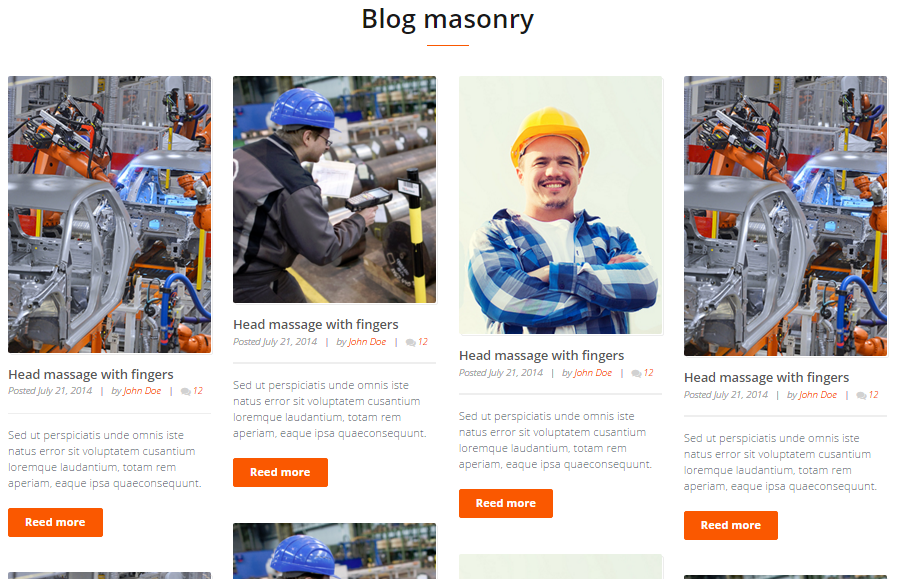 Blog masonry
Head massage with fingers
Posted July 21, 2014 | by John Doe | 12
Sed ut perspiciatis unde omnis iste
natus error sit voluptatem cusantium
loremque laudantium, totam rem
aperiam, eaque ipsa quaeconsequunt.
Reed more
Head massage with fingers
Posted July 21, 2014 | by John Doe | 12
Sed ut perspiciatis unde omnis iste
natus error sit voluptatem cusantium
loremque laudantium, totam rem
aperiam, eaque ipsa quaeconsequunt.
Reed more
Head massage with fingers
Posted July 21, 2014 | by John Doe | 12
Sed ut perspiciatis unde omnis iste
natus error sit voluptatem cusantium
loremque laudantium, totam rem
aperiam, eaque ipsa quaeconsequunt.
Reed more
Head massage with fingers
Posted July 21, 2014 | by John Doe | 12
Sed ut perspiciatis unde omnis iste
natus error sit voluptatem cusantium
loremque laudantium, totam rem
aperiam, eaque ipsa quaeconsequunt.
Reed more